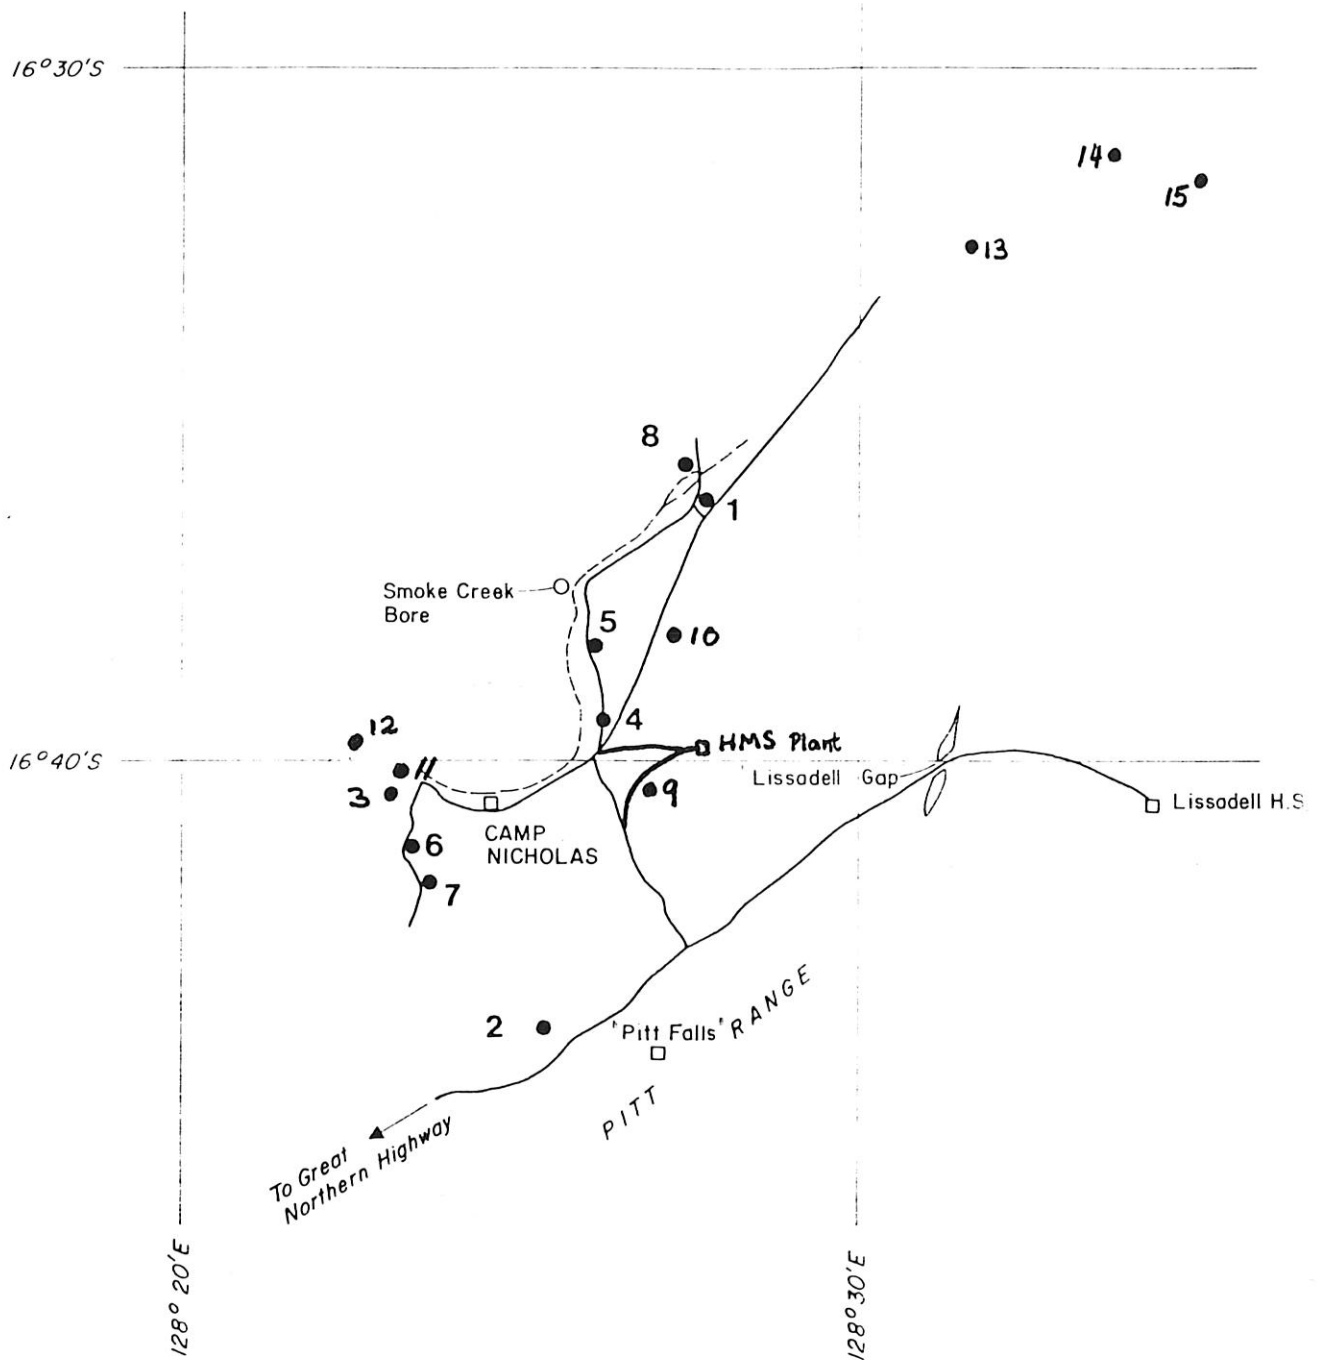 16°30'S
14
15
13
8
1
Smoke Creek
Bore
5
10
12
4
HMS Plant
16°40'S
Lissadell Gap
11
3
9
Lissadell H.S
CAMP
NICHOLAS
6
7
2
'Pitt Falls'
PITT RANGE
To Great
Northern Highway
128° 20'E
128° 30'E